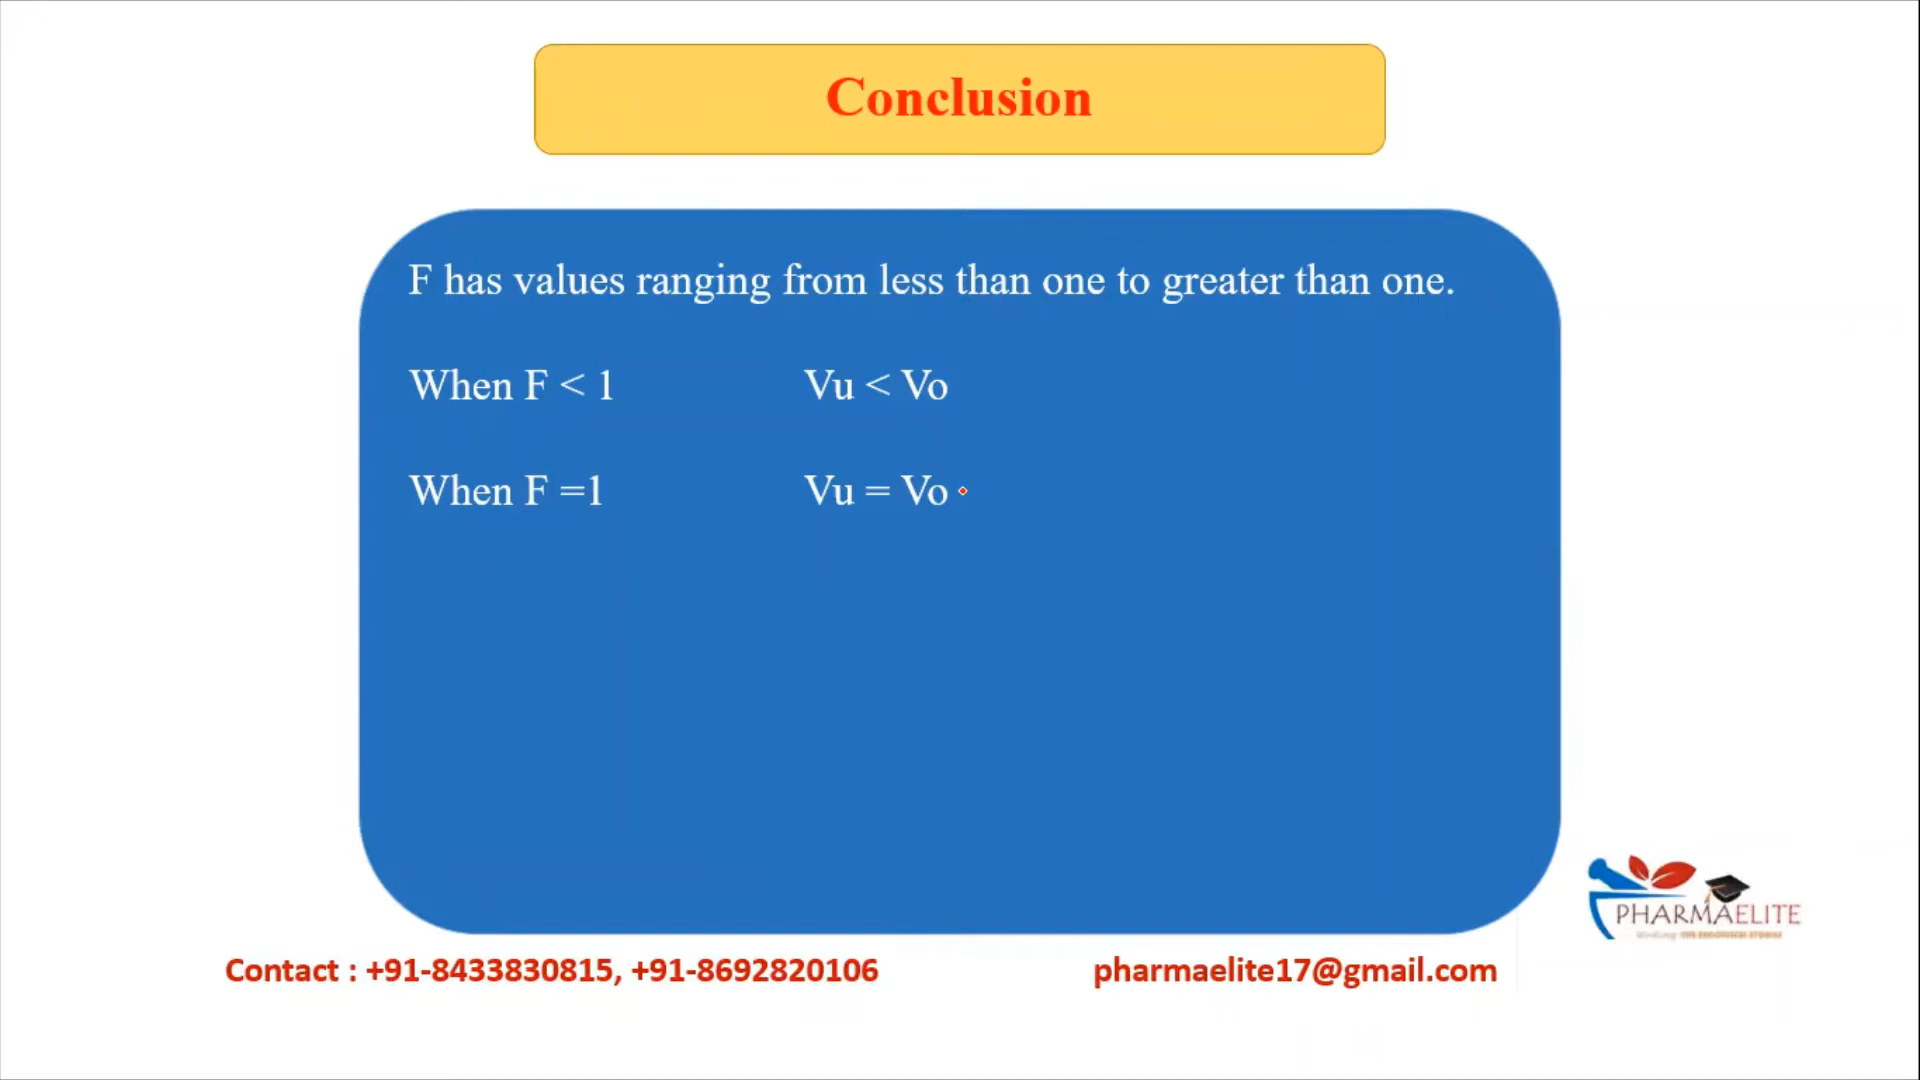 Conclusion
F has values ranging from less than one to greater than one.
When F < 1 Vu < Vo
When F =1 Vu = Vo
PHARMAELITE
Contact : +91-8433830815, +91-8692820106 pharmaelite17@gmail.com